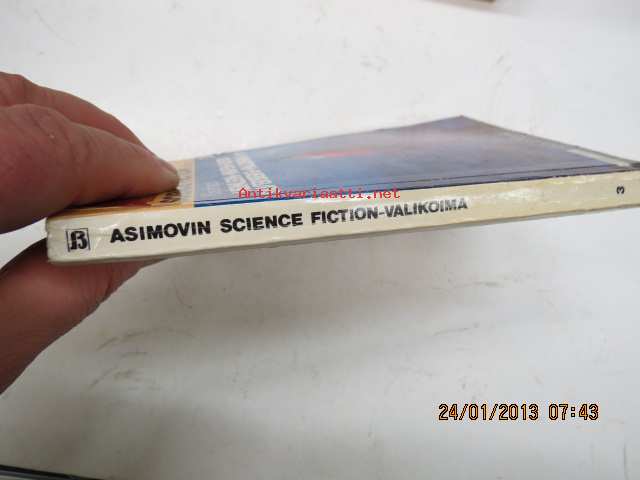 Antikvariaatti.net
B ASIMOVIN SCIENCE FICTION-VALIKOIMA 3
24/01/2013 07:43